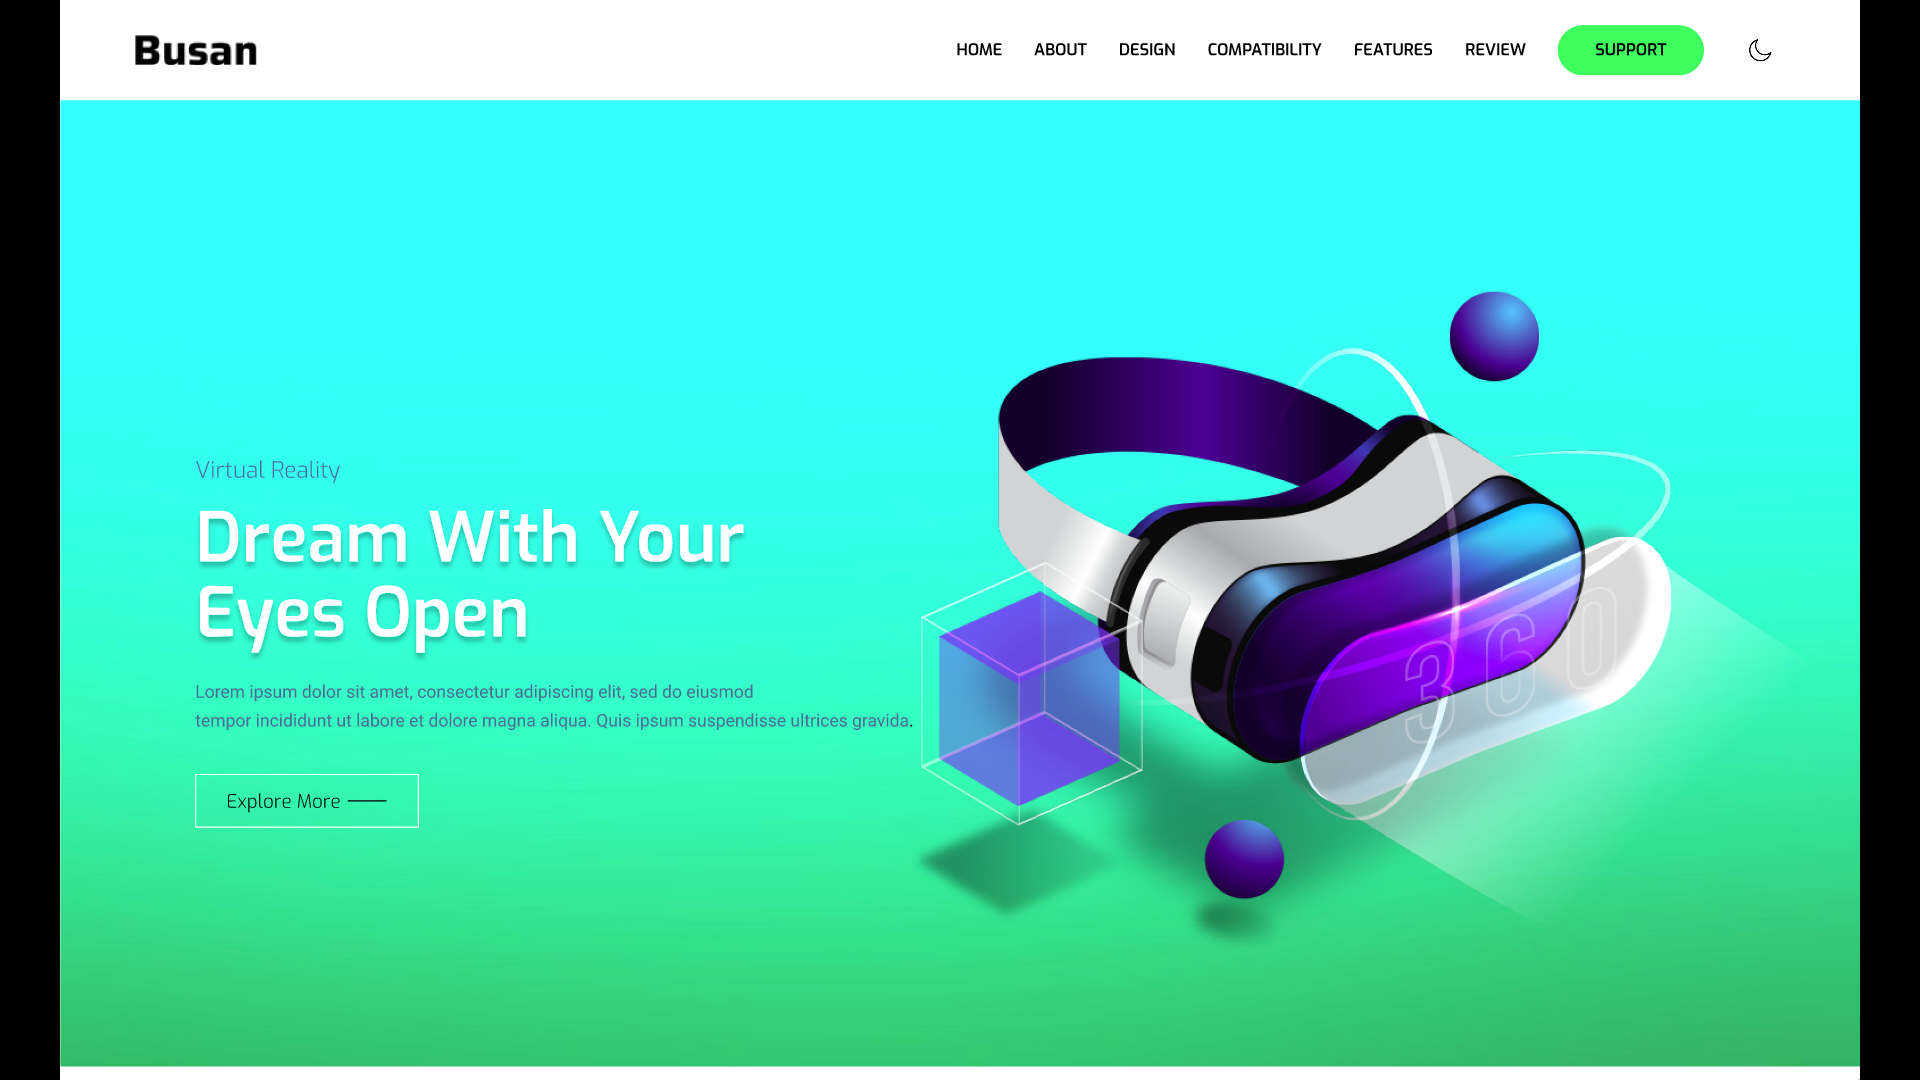 Busan
HOME ABOUT DESIGN COMPATIBILITY FEATURES REVIEW SUPPORT
Virtual Reality
Dream With Your
Eyes Open
Lorem ipsum dolor sit amet, consectetur adipiscing elit, sed do eiusmod
tempor incididunt ut labore et dolore magna aliqua. Quis ipsum suspendisse ultrices gravida.
Explore More
360